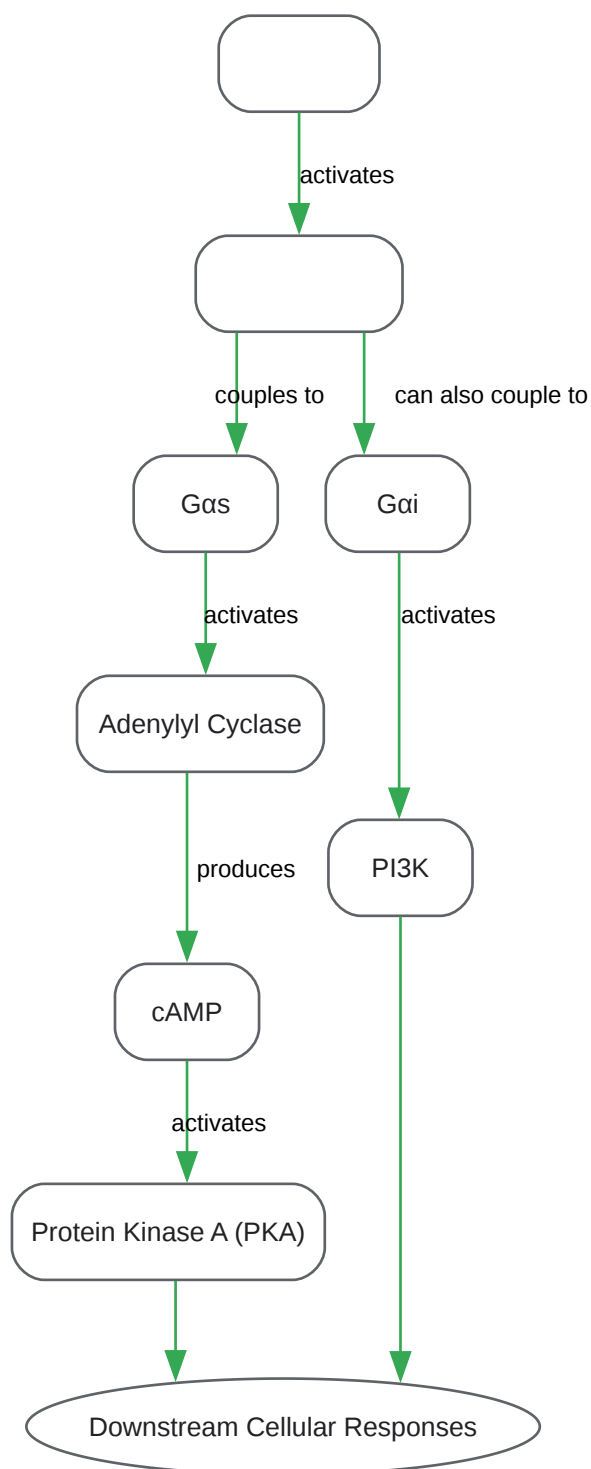 activates
couples to
can also couple to
Gαs
Gαi
activates
activates
Adenylyl Cyclase
produces
PI3K
cAMP
activates
Protein Kinase A (PKA)
Downstream Cellular Responses